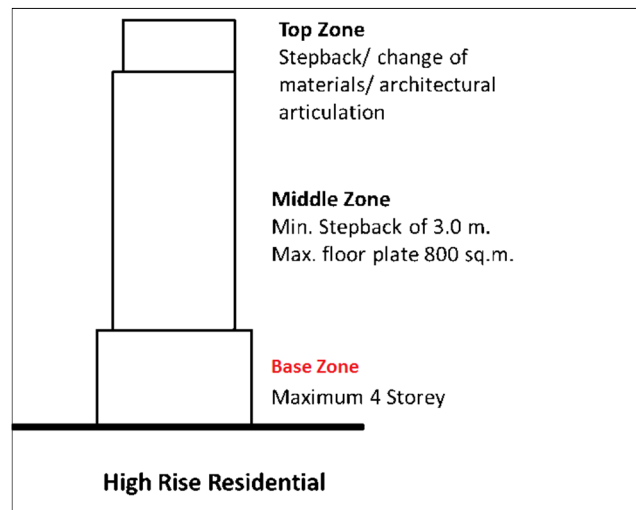 Top Zone
Stepback/ change of
materials/ architectural
articulation
Middle Zone
Min. Stepback of 3.0 m.
Max. floor plate 800 sq.m.
Base Zone
Maximum 4 Storey
High Rise Residential